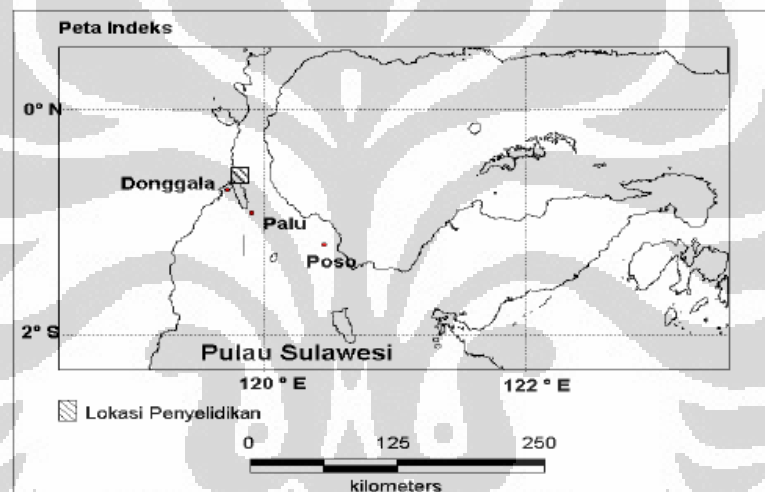 Peta Indeks
0° N
Donggala
Palu
Poso
2° S
Pulau Sulawesi
120 ° E
122 ° E
Lokasi Penyelidikan
0 125 250
kilometers